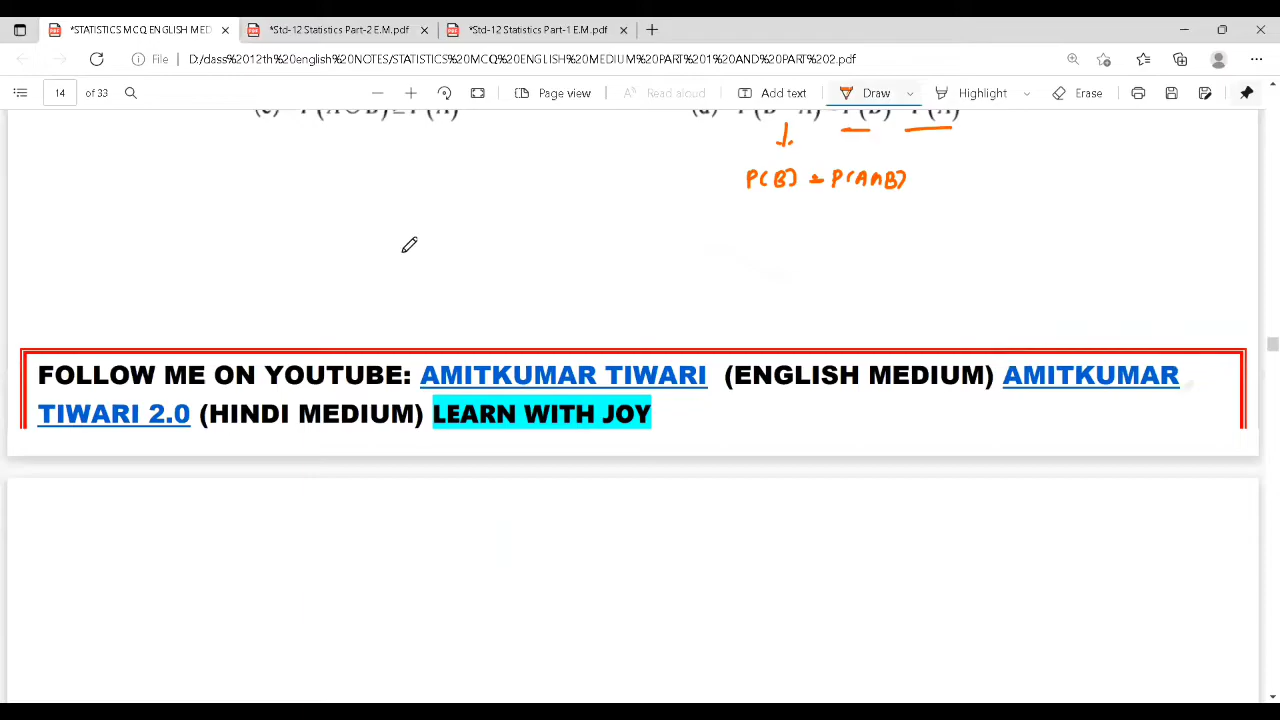 *STATISTICS MCQ ENGLISH MED
*Std-12 Statistics Part-2 E.M.pdf
*Std-12 Statistics Part-1 E.M.pdf
File D:/class%2012th%20english%20NOTES/STATISTICS%20MCQ%20ENGLISH%20MEDIUM%20PART%201%20AND%20PART%202.pdf
14 of 33
Page view
Read aloud
Add text
Draw
Highlight
Erase
P(B) - P(A∩B)
FOLLOW ME ON YOUTUBE: AMITKUMAR TIWARI (ENGLISH MEDIUM) AMITKUMAR
TIWARI 2.0 (HINDI MEDIUM) LEARN WITH JOY